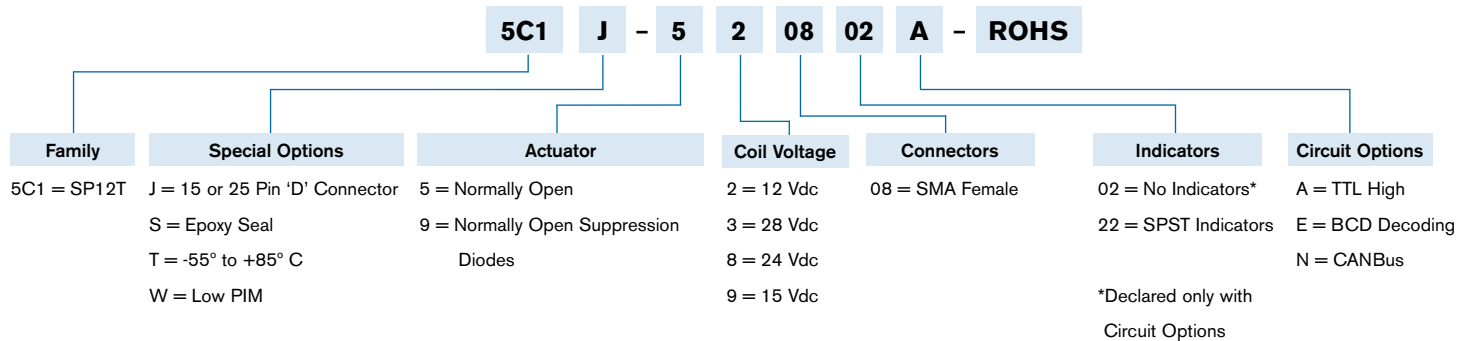 5C1 J – 5 2 08 02 A – ROHS
Family
5C1 = SP12T
Special Options
J = 15 or 25 Pin ‘D’ Connector
S = Epoxy Seal
T = -55° to +85° C
W = Low PIM
Actuator
5 = Normally Open
9 = Normally Open Suppression
Diodes
Coil Voltage
2 = 12 Vdc
3 = 28 Vdc
8 = 24 Vdc
9 = 15 Vdc
Connectors
08 = SMA Female
Indicators
02 = No Indicators*
22 = SPST Indicators
*Declared only with
Circuit Options
Circuit Options
A = TTL High
E = BCD Decoding
N = CANBus